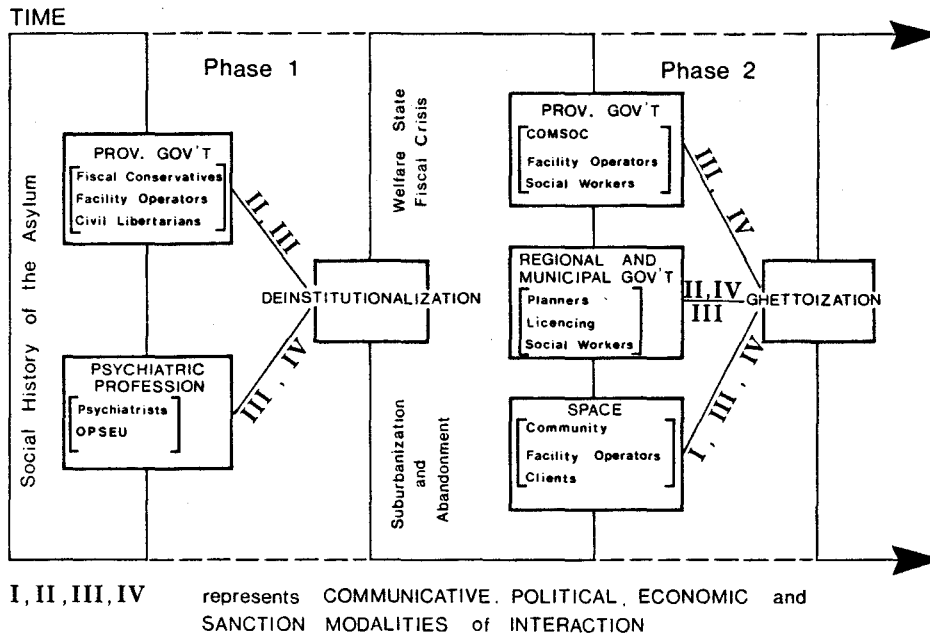 TIME
Social History of the Asylum
Phase 1
PROV. GOV'T
Fiscal Conservatives
Facility Operators
Civil Libertarians
II, III
PSYCHIATRIC
PROFESSION
Psychiatrists
OPSEU
III, IV
DEINSTITUTIONALIZATION
Welfare State
Fiscal Crisis
Suburbanization
and
Abandonment
Phase 2
PROV. GOV'T
COMSOC
Facility Operators
Social Workers
III, IV
REGIONAL AND
MUNICIPAL GOV'T
Planners
Licencing
Social Workers
II, IV
III
SPACE
Community
Facility Operators
Clients
I, III, IV
GHETTOIZATION
I, II, III, IV represents COMMUNICATIVE. POLITICAL, ECONOMIC and
SANCTION MODALITIES of INTERACTION